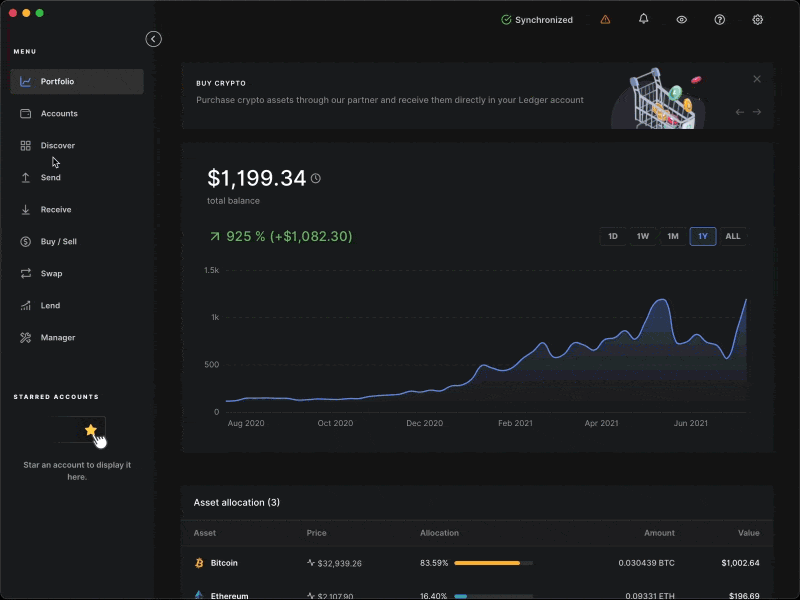 Synchronized
MENU
Portfolio
Accounts
Discover
Send
Receive
Buy / Sell
Swap
Lend
Manager
STARRED ACCOUNTS
Star an account to display it
here.
BUY CRYPTO
Purchase crypto assets through our partner and receive them directly in your Ledger account
$1,199.34
total balance
925 % (+$1,082.30)
1D 1W 1M 1Y ALL
1.5k
1k
500
0
Aug 2020 Oct 2020 Dec 2020 Feb 2021 Apr 2021 Jun 2021
Asset allocation (3)
Asset Price Allocation Amount Value
Bitcoin $32,939.26 83.59% 0.030439 BTC $1,002.64
Ethereum $2,107.90 16.40% 0.09331 ETH $196.69